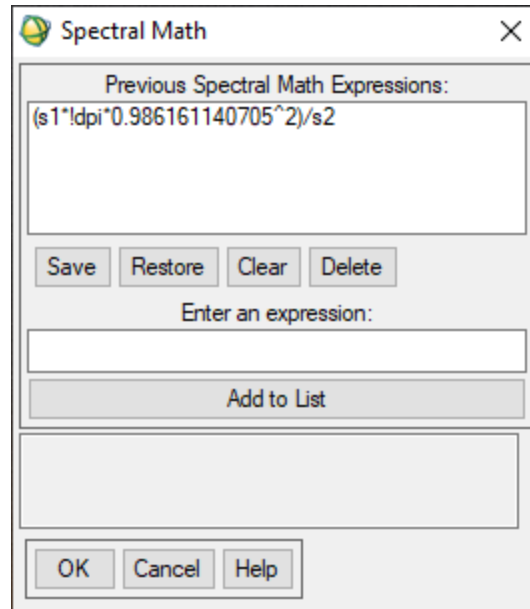 Spectral Math
Previous Spectral Math Expressions:
(s1*!dpi*0.986161140705^2)/s2
Save Restore Clear Delete
Enter an expression:
Add to List
OK Cancel Help